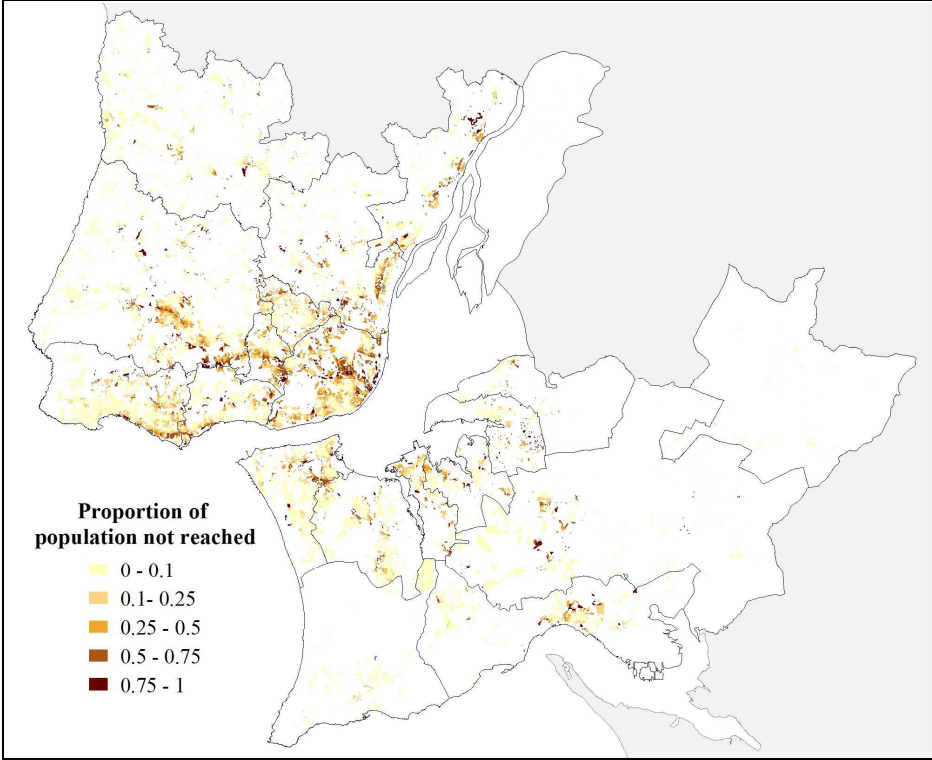 Proportion of
population not reached
0 - 0.1
0.1- 0.25
0.25 - 0.5
0.5 - 0.75
0.75 - 1